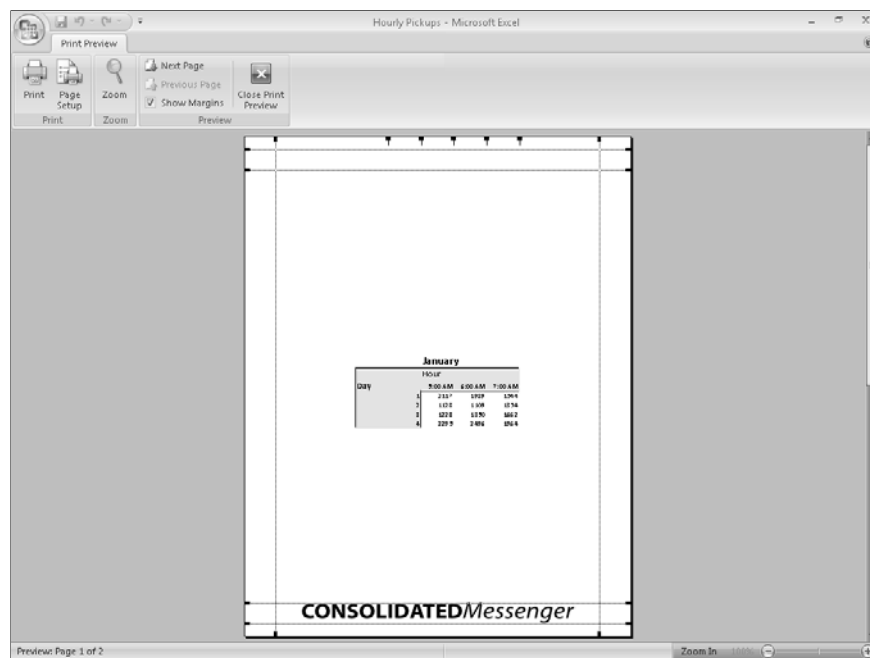 Hourly Pickups - Microsoft Excel
Print Preview
Print
Page Setup
Zoom
Next Page
Previous Page
Show Margins
Close Print Preview
Print
Zoom
Preview
January
Hour
Day 5:00 AM 6:00 AM 7:00 AM
1
2
3
4
CONSOLIDATEDMessenger
Preview: Page 1 of 2
Zoom In 100%